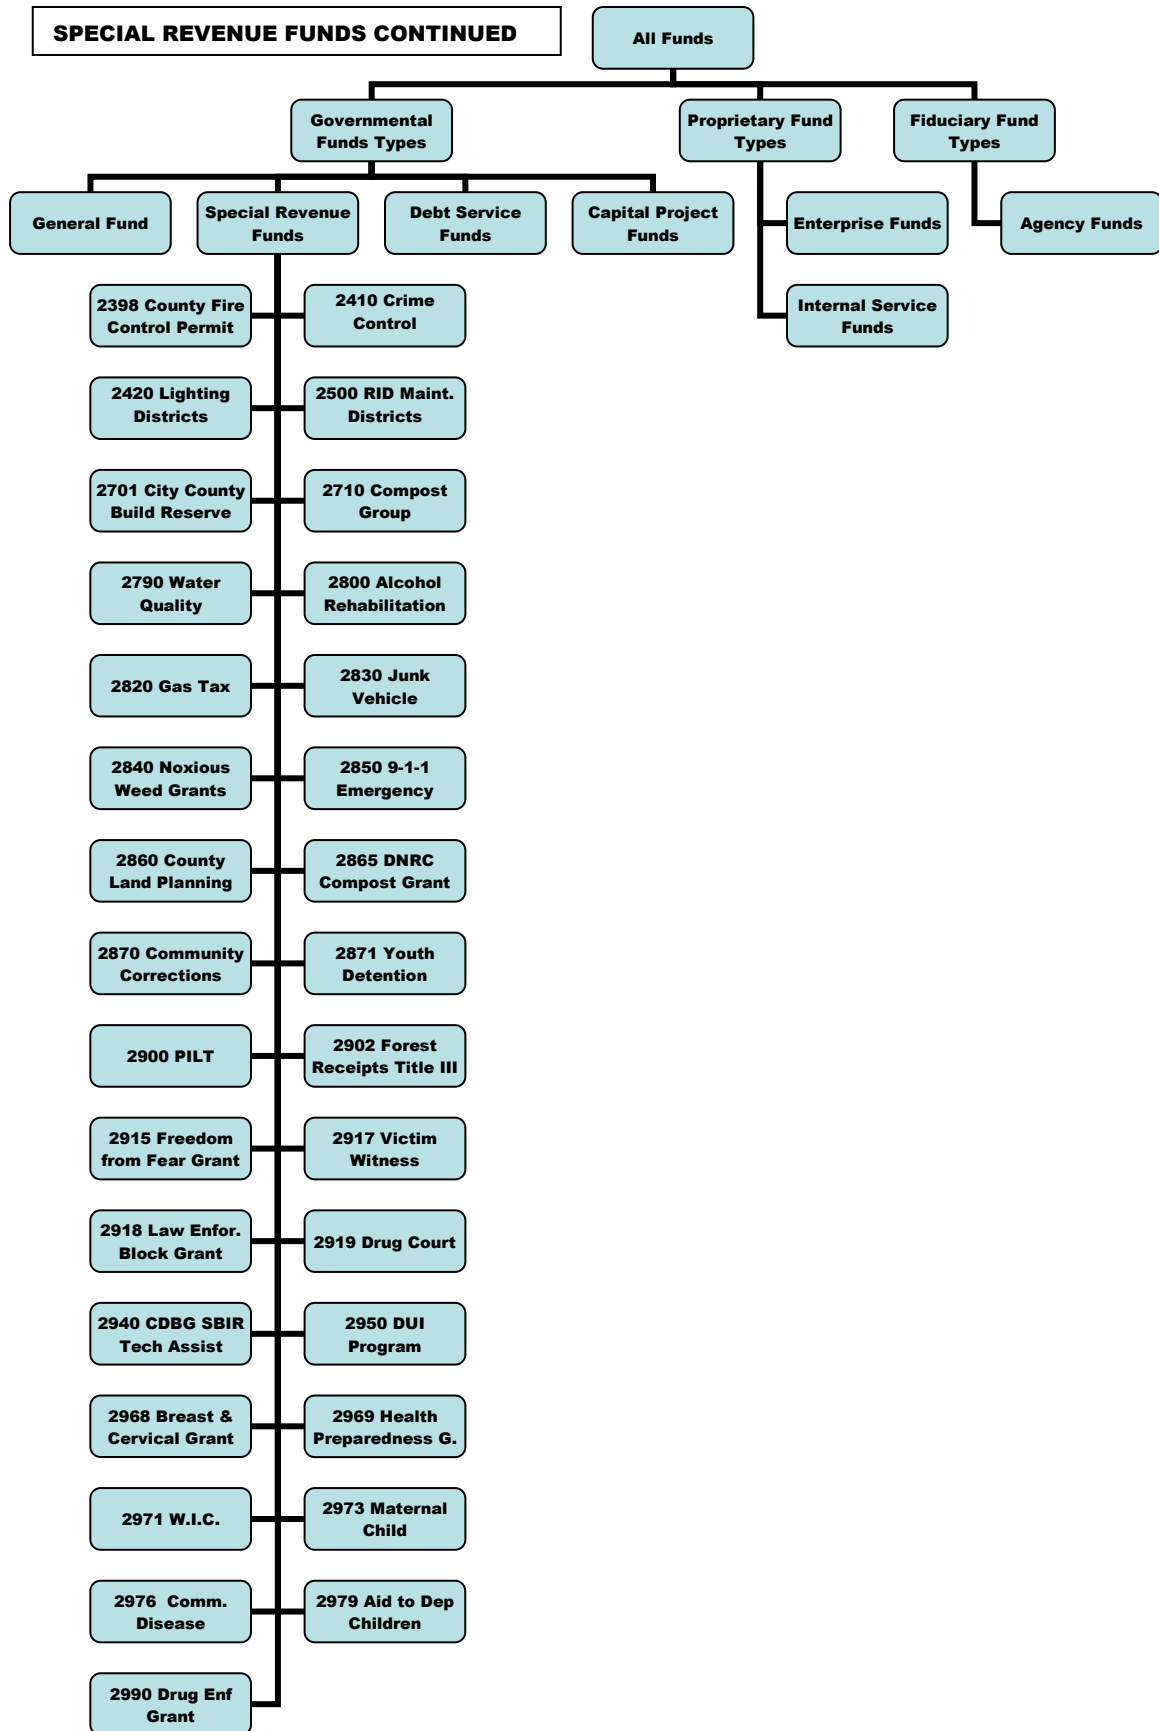 SPECIAL REVENUE FUNDS CONTINUED
All Funds
Governmental
Funds Types
Proprietary Fund
Types
Fiduciary Fund
Types
General Fund
Special Revenue
Funds
Debt Service
Funds
Capital Project
Funds
Enterprise Funds
Agency Funds
2398 County Fire
Control Permit
2410 Crime
Control
Internal Service
Funds
2420 Lighting
Districts
2500 RID Maint.
Districts
2701 City County
Build Reserve
2710 Compost
Group
2790 Water
Quality
2800 Alcohol
Rehabilitation
2820 Gas Tax
2830 Junk
Vehicle
2840 Noxious
Weed Grants
2850 9-1-1
Emergency
2860 County
Land Planning
2865 DNRC
Compost Grant
2870 Community
Corrections
2871 Youth
Detention
2900 PILT
2902 Forest
Receipts Title III
2915 Freedom
from Fear Grant
2917 Victim
Witness
2918 Law Enfor.
Block Grant
2919 Drug Court
2940 CDBG SBIR
Tech Assist
2950 DUI
Program
2968 Breast &
Cervical Grant
2969 Health
Preparedness G.
2971 W.I.C.
2973 Maternal
Child
2976  Comm.
Disease
2979 Aid to Dep
Children
2990 Drug Enf
Grant